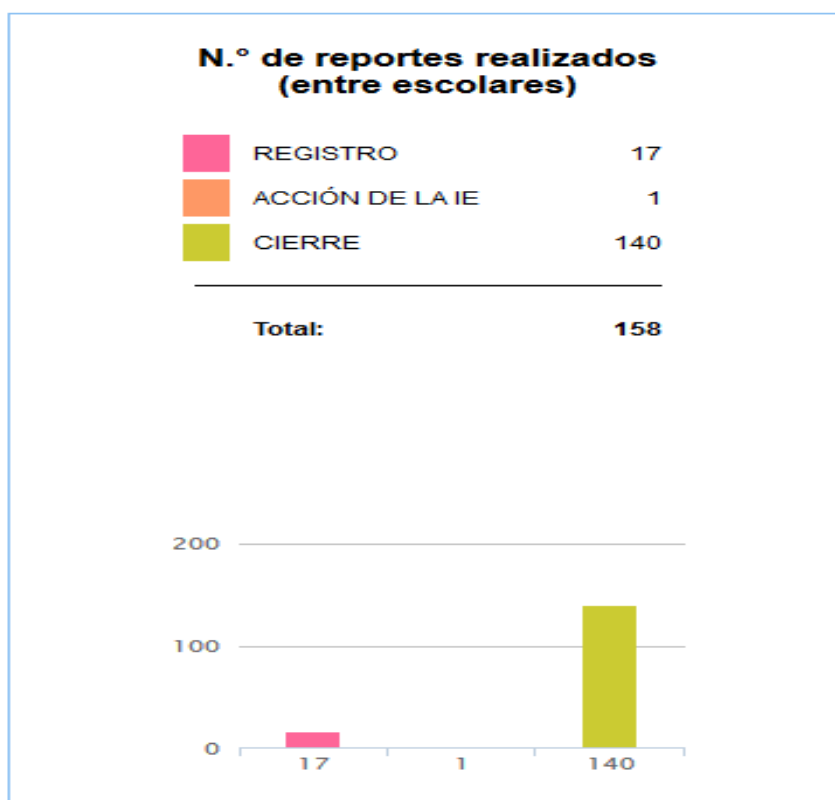 N.° de reportes realizados
(entre escolares)
REGISTRO 17
ACCIÓN DE LA IE 1
CIERRE 140
Total: 158
200
100
0
17 1 140